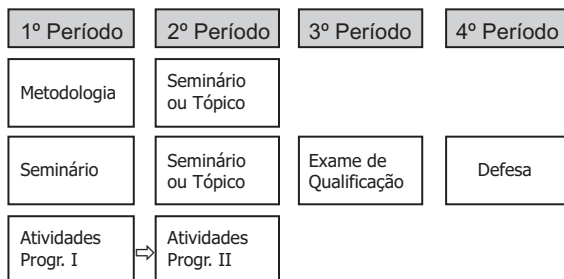 1º Período
2º Período
3º Período
4º Período
Metodologia
Seminário
ou Tópico
Seminário
Seminário
ou Tópico
Exame de
Qualificação
Defesa
Atividades
Progr. I
Atividades
Progr. II